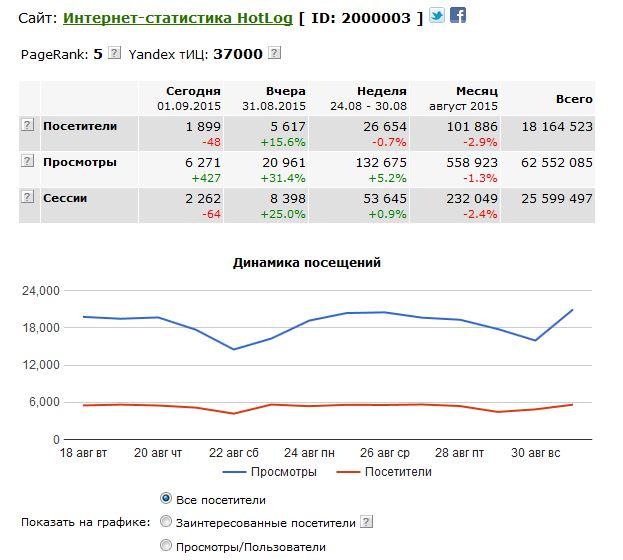 Сайт: Интернет-статистика HotLog [ ID: 2000003 ]
PageRank: 5 ? Yandex тИЦ: 37000 ?
Сегодня Вчера Неделя Месяц Всего
01.09.2015 31.08.2015 24.08 - 30.08 август 2015
? Посетители 1 899 5 617 26 654 101 886 18 164 523
-48 +15.6% -0.7% -2.9%
? Просмотры 6 271 20 961 132 675 558 923 62 552 085
+427 +31.4% +5.2% -1.3%
? Сессии 2 262 8 398 53 645 232 049 25 599 497
-64 +25.0% +0.9% -2.4%
Динамика посещений
24,000
18,000
12,000
6,000
0
18 авг вт 20 авг чт 22 авг сб 24 авг пн 26 авг ср 28 авг пт 30 авг вс
Просмотры Посетители
Показать на графике:
Все посетители
Заинтересованные посетители ?
Просмотры/Пользователи